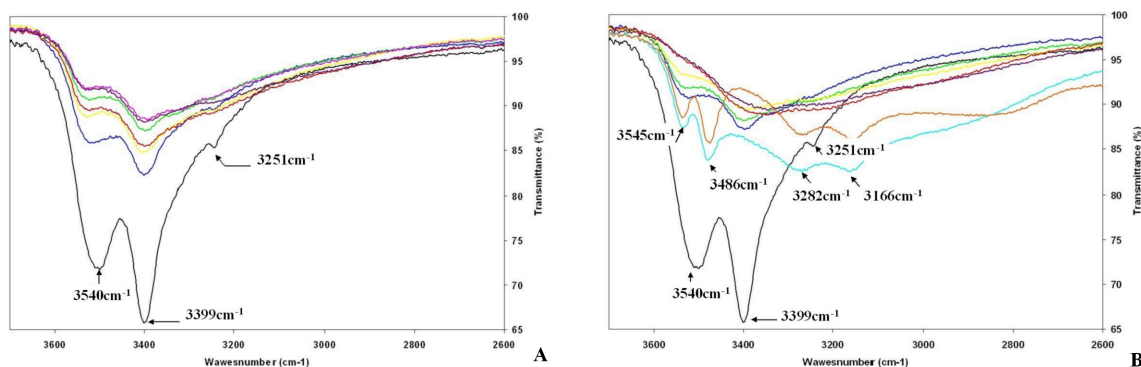 100
95
90
85
80
75
70
65
Transmittance (%)
3251cm-1
3540cm-1
3399cm-1
3600
3400
3200
3000
2800
2600
Wawesnumber (cm-1)
A
100
95
90
85
80
75
70
65
Transmittance (%)
3545cm-1
3251cm-1
3486cm-1
3282cm-1
3166cm-1
3540cm-1
3399cm-1
3600
3400
3200
3000
2800
2600
Wawesnumber (cm-1)
B